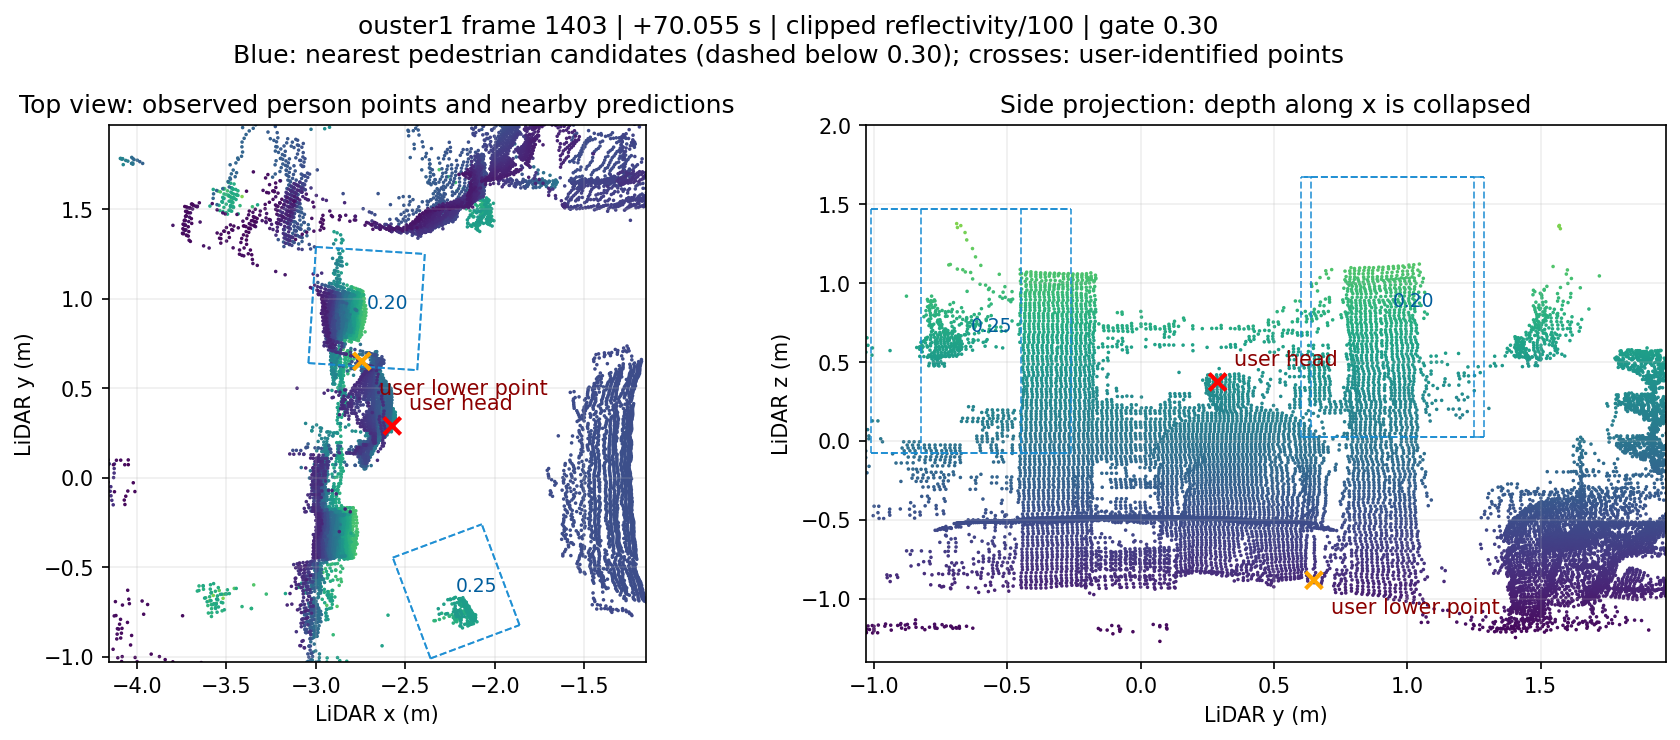 ouster1 frame 1403 | +70.055 s | clipped reflectivity/100 | gate 0.30
Blue: nearest pedestrian candidates (dashed below 0.30); crosses: user-identified points
Top view: observed person points and nearby predictions
LiDAR y (m)
1.5
1.0
0.5
0.0
−0.5
−1.0
0.20
user lower point
user head
0.25
−4.0
−3.5
−3.0
−2.5
−2.0
−1.5
LiDAR x (m)
Side projection: depth along x is collapsed
LiDAR z (m)
2.0
1.5
1.0
0.5
0.0
−0.5
−1.0
0.20
0.25
user head
user lower point
−1.0
−0.5
0.0
0.5
1.0
1.5
LiDAR y (m)